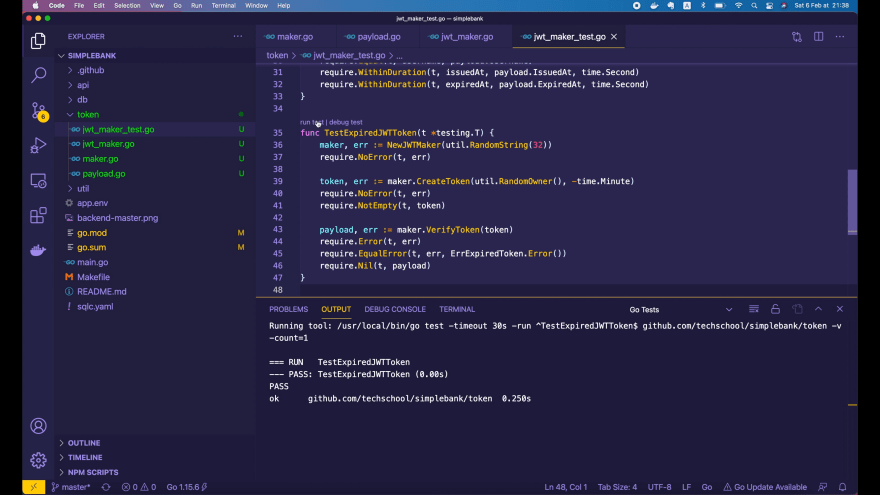 Code File Edit Selection View Go Run Terminal Window Help
Sat 6 Feb at 21:38
jwt_maker_test.go — simplebank
EXPLORER
maker.go
payload.go
jwt_maker.go
jwt_maker_test.go
SIMPLEBANK
token > jwt_maker_test.go > ...
.github
api
db
token
jwt_maker_test.go U
jwt_maker.go U
maker.go U
payload.go U
util
app.env
backend-master.png
go.mod M
go.sum M
main.go
Makefile
README.md
sqlc.yaml
OUTLINE
TIMELINE
NPM SCRIPTS
6
31 require.WithinDuration(t, issuedAt, payload.IssuedAt, time.Second)
32 require.WithinDuration(t, expiredAt, payload.ExpiredAt, time.Second)
33 }
34
run test | debug test
35 func TestExpiredJWTToken(t *testing.T) {
36 maker, err := NewJWTMaker(util.RandomString(32))
37 require.NoError(t, err)
38
39 token, err := maker.CreateToken(util.RandomOwner(), -time.Minute)
40 require.NoError(t, err)
41 require.NotEmpty(t, token)
42
43 payload, err := maker.VerifyToken(token)
44 require.Error(t, err)
45 require.EqualError(t, err, ErrExpiredToken.Error())
46 require.Nil(t, payload)
47 }
48
PROBLEMS OUTPUT DEBUG CONSOLE TERMINAL
Go Tests
Running tool: /usr/local/bin/go test -timeout 30s -run ^TestExpiredJWTToken$ github.com/techschool/simplebank/token -v
-count=1
=== RUN TestExpiredJWTToken
--- PASS: TestExpiredJWTToken (0.00s)
PASS
ok github.com/techschool/simplebank/token 0.250s
master* 0 0 Go 1.15.6
Ln 48, Col 1 Tab Size: 4 UTF-8 LF Go Go Update Available